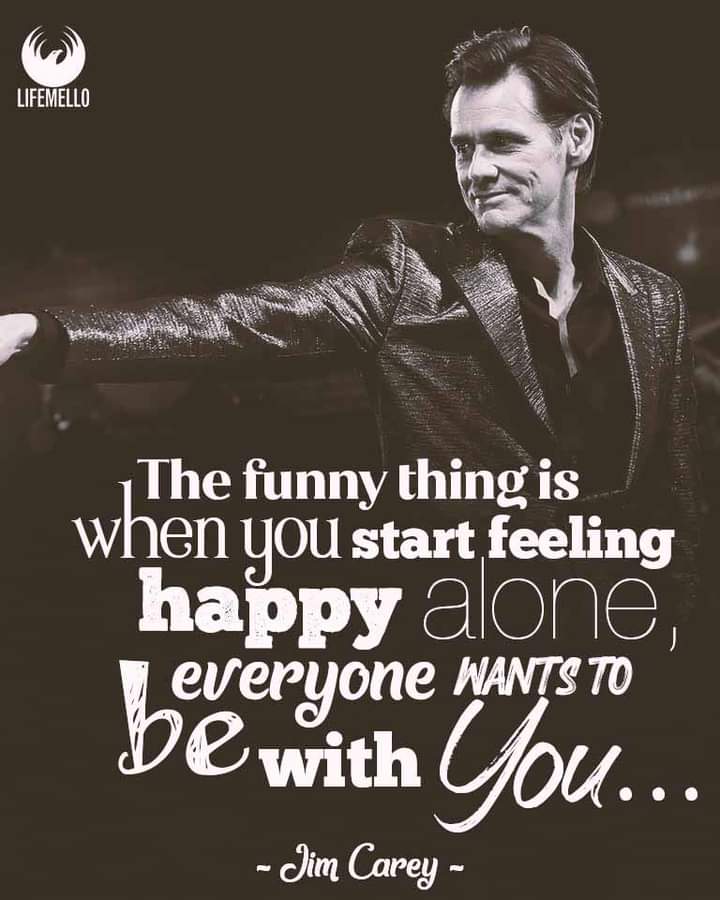 LIFEMELLO
The funny thing is
when you start feeling
happy alone,
everyone WANTS TO
be with You...
~ Jim Carey ~